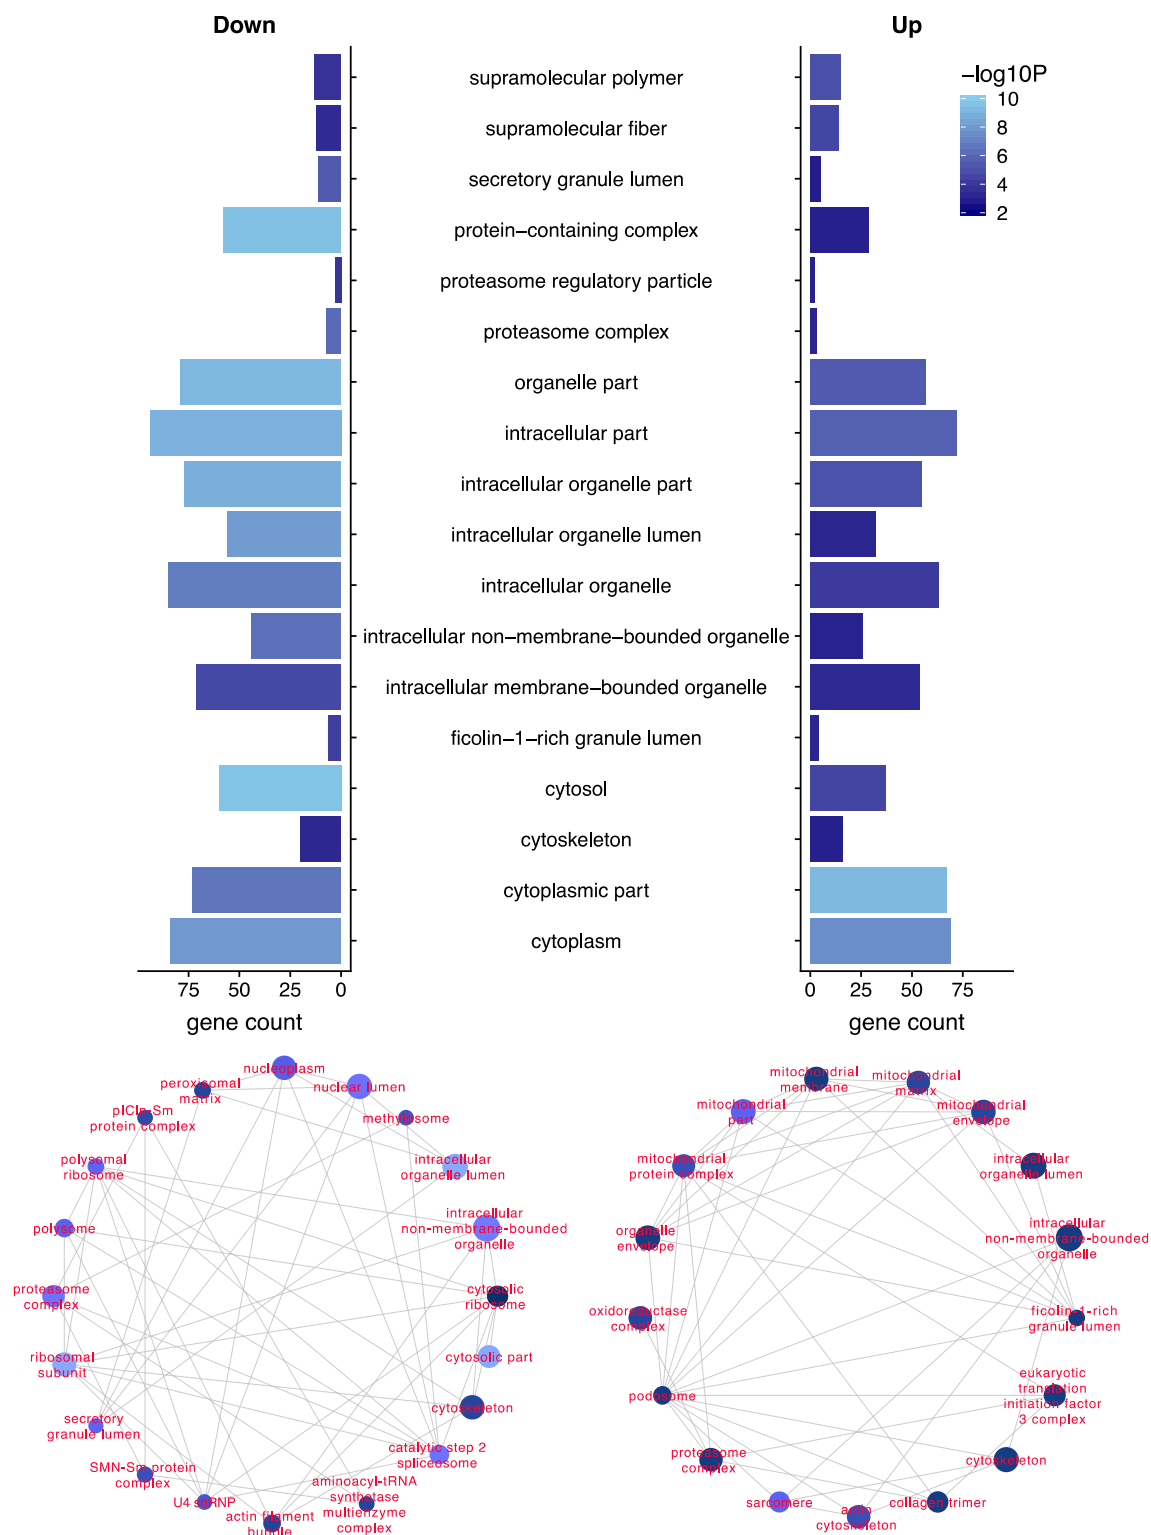 Down
Up
supramolecular polymer
supramolecular fiber
secretory granule lumen
protein−containing complex
proteasome regulatory particle
proteasome complex
organelle part
intracellular part
intracellular organelle part
intracellular organelle lumen
intracellular organelle
intracellular non−membrane−bounded organelle
intracellular membrane−bounded organelle
ficolin−1−rich granule lumen
cytosol
cytoskeleton
cytoplasmic part
cytoplasm
−log10P
10
8
6
4
2
75 50 25 0
gene count
0 25 50 75
gene count
nucleoplasm
nuclear lumen
peroxisomal
matrix
pICln-Sm
protein complex
methylosome
polysomal
ribosome
intracellular
organelle lumen
polysome
intracellular
non-membrane-bounded
organelle
proteasome
complex
cytosolic
ribosome
ribosomal
subunit
cytosolic part
cytoskeleton
secretory
granule lumen
catalytic step 2
spliceosome
SMN-Sm protein
complex
U4 snRNP
actin filament
bundle
aminoacyl-tRNA
synthetase
multienzyme
complex
mitochondrial
membrane
mitochondrial
matrix
mitochondrial
part
mitochondrial
envelope
mitochondrial
protein complex
intracellular
organelle lumen
organelle
envelope
intracellular
non-membrane-bounded
organelle
oxidoreductase
complex
ficolin-1-rich
granule lumen
podosome
eukaryotic
translation
initiation factor
3 complex
proteasome
complex
cytoskeleton
sarcomere
actin
cytoskeleton
collagen trimer